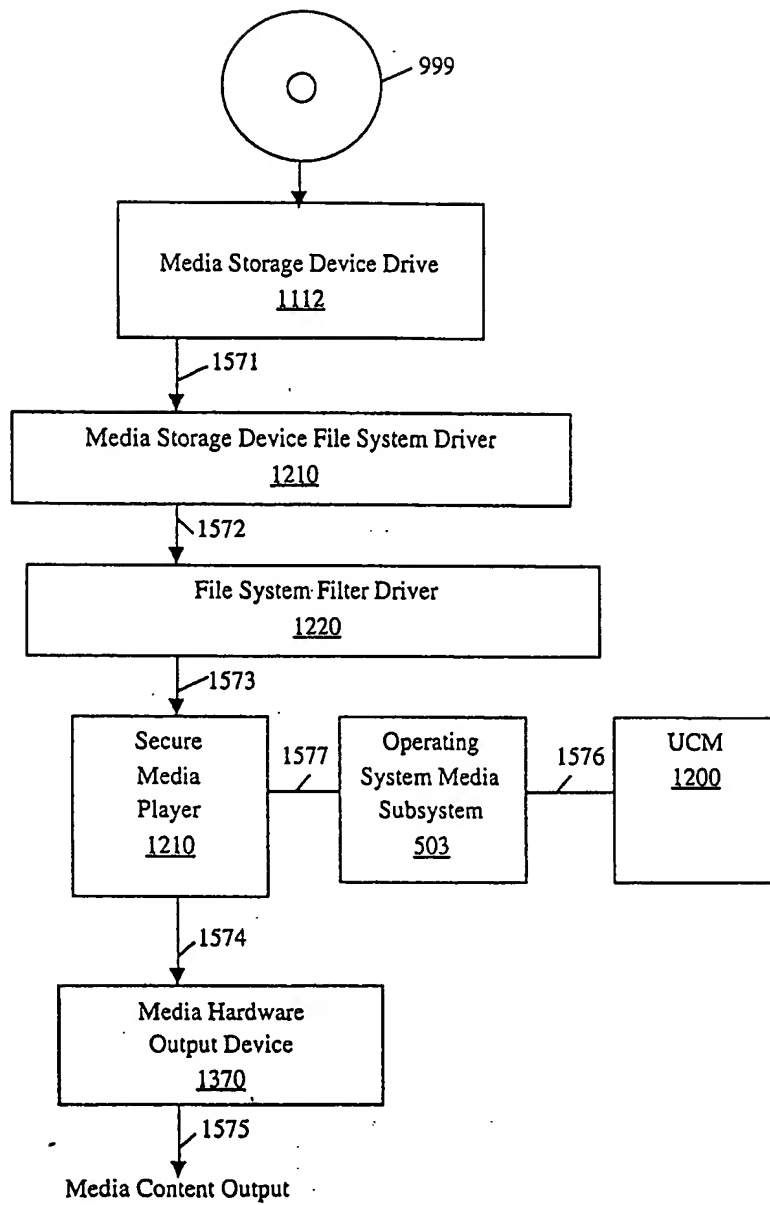 999
Media Storage Device Drive
1112
1571
Media Storage Device File System Driver
1210
1572
File System Filter Driver
1220
1573
Secure
Media
Player
1210
1577
Operating
System Media
Subsystem
503
1576
UCM
1200
1574
Media Hardware
Output Device
1370
1575
Media Content Output